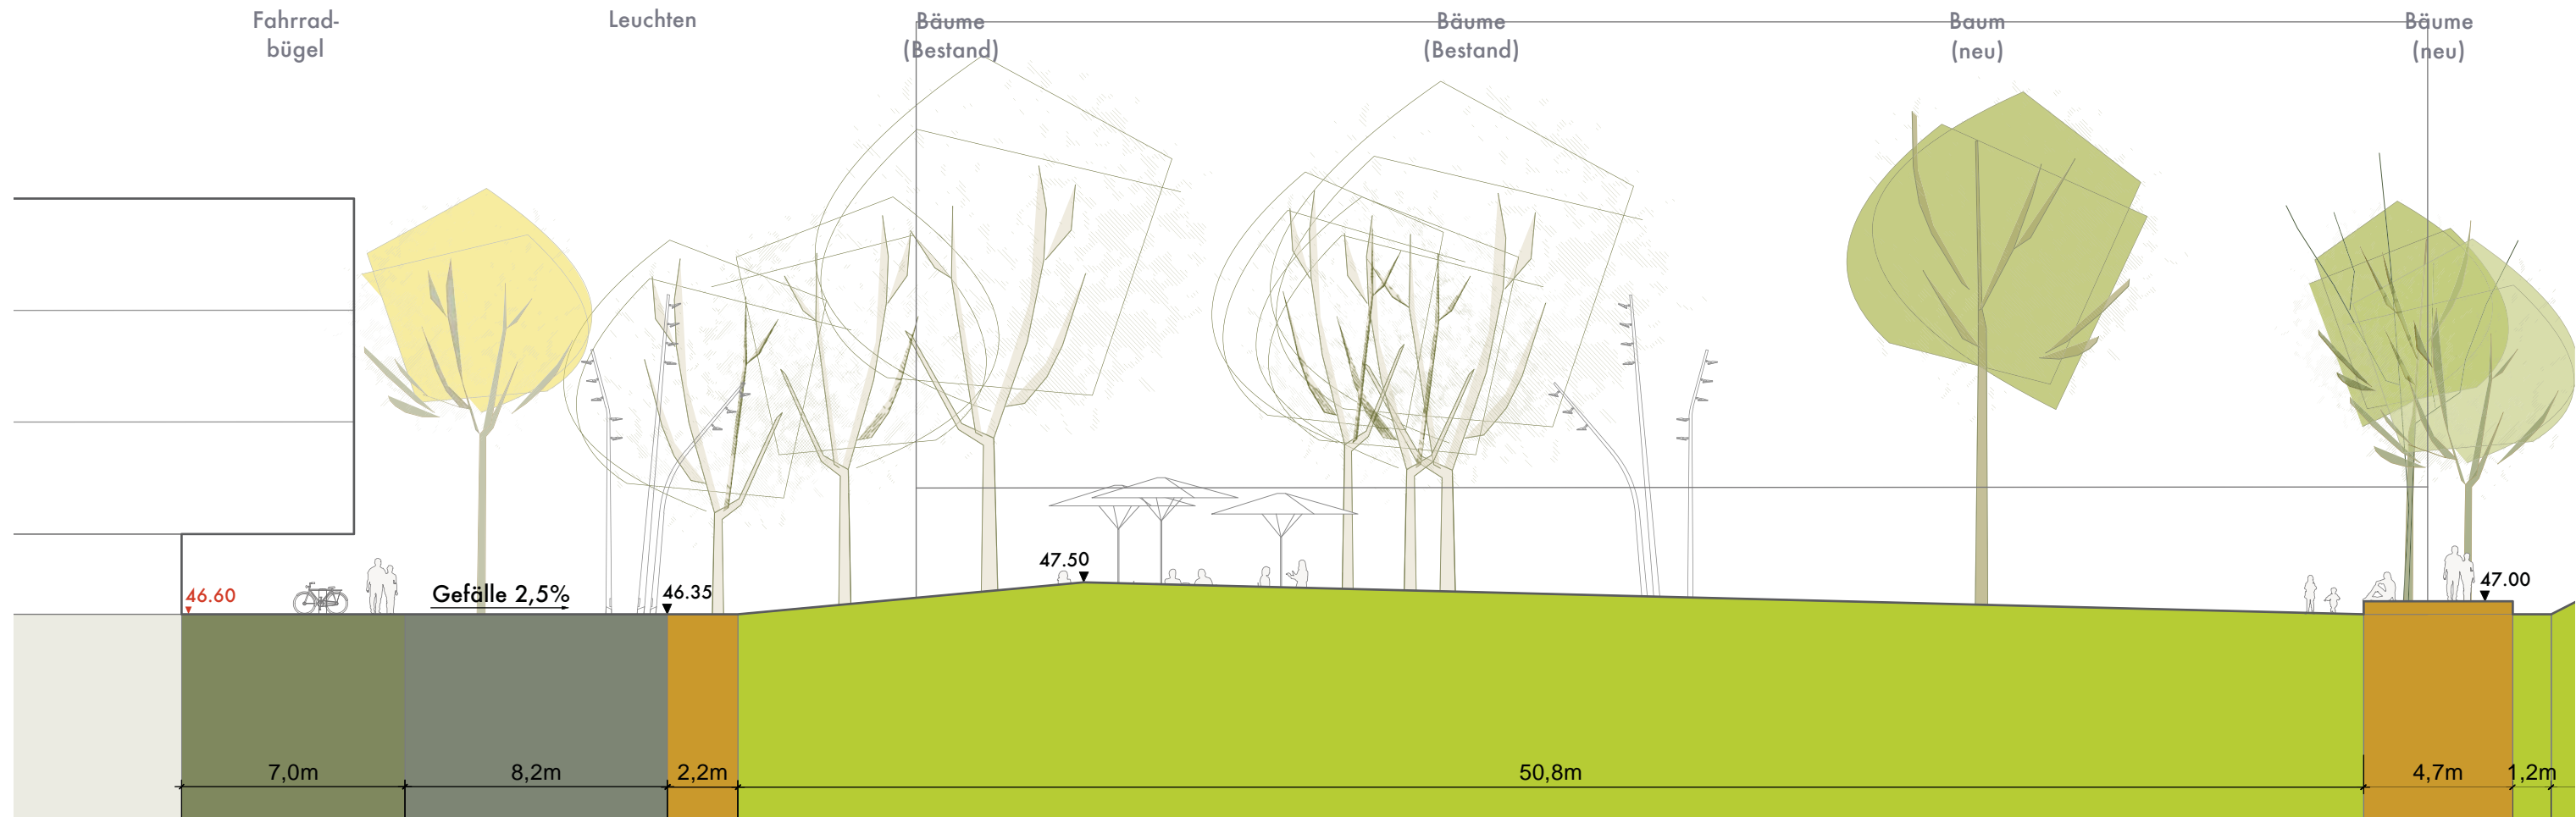 Fahrrad-
bügel
Leuchten
Bäume
(Bestand)
Bäume
(Bestand)
Baum
(neu)
Bäume
(neu)
46.60
Gefälle 2,5%
46.35
47.50
47.00
7,0m
8,2m
2,2m
50,8m
4,7m
1,2m